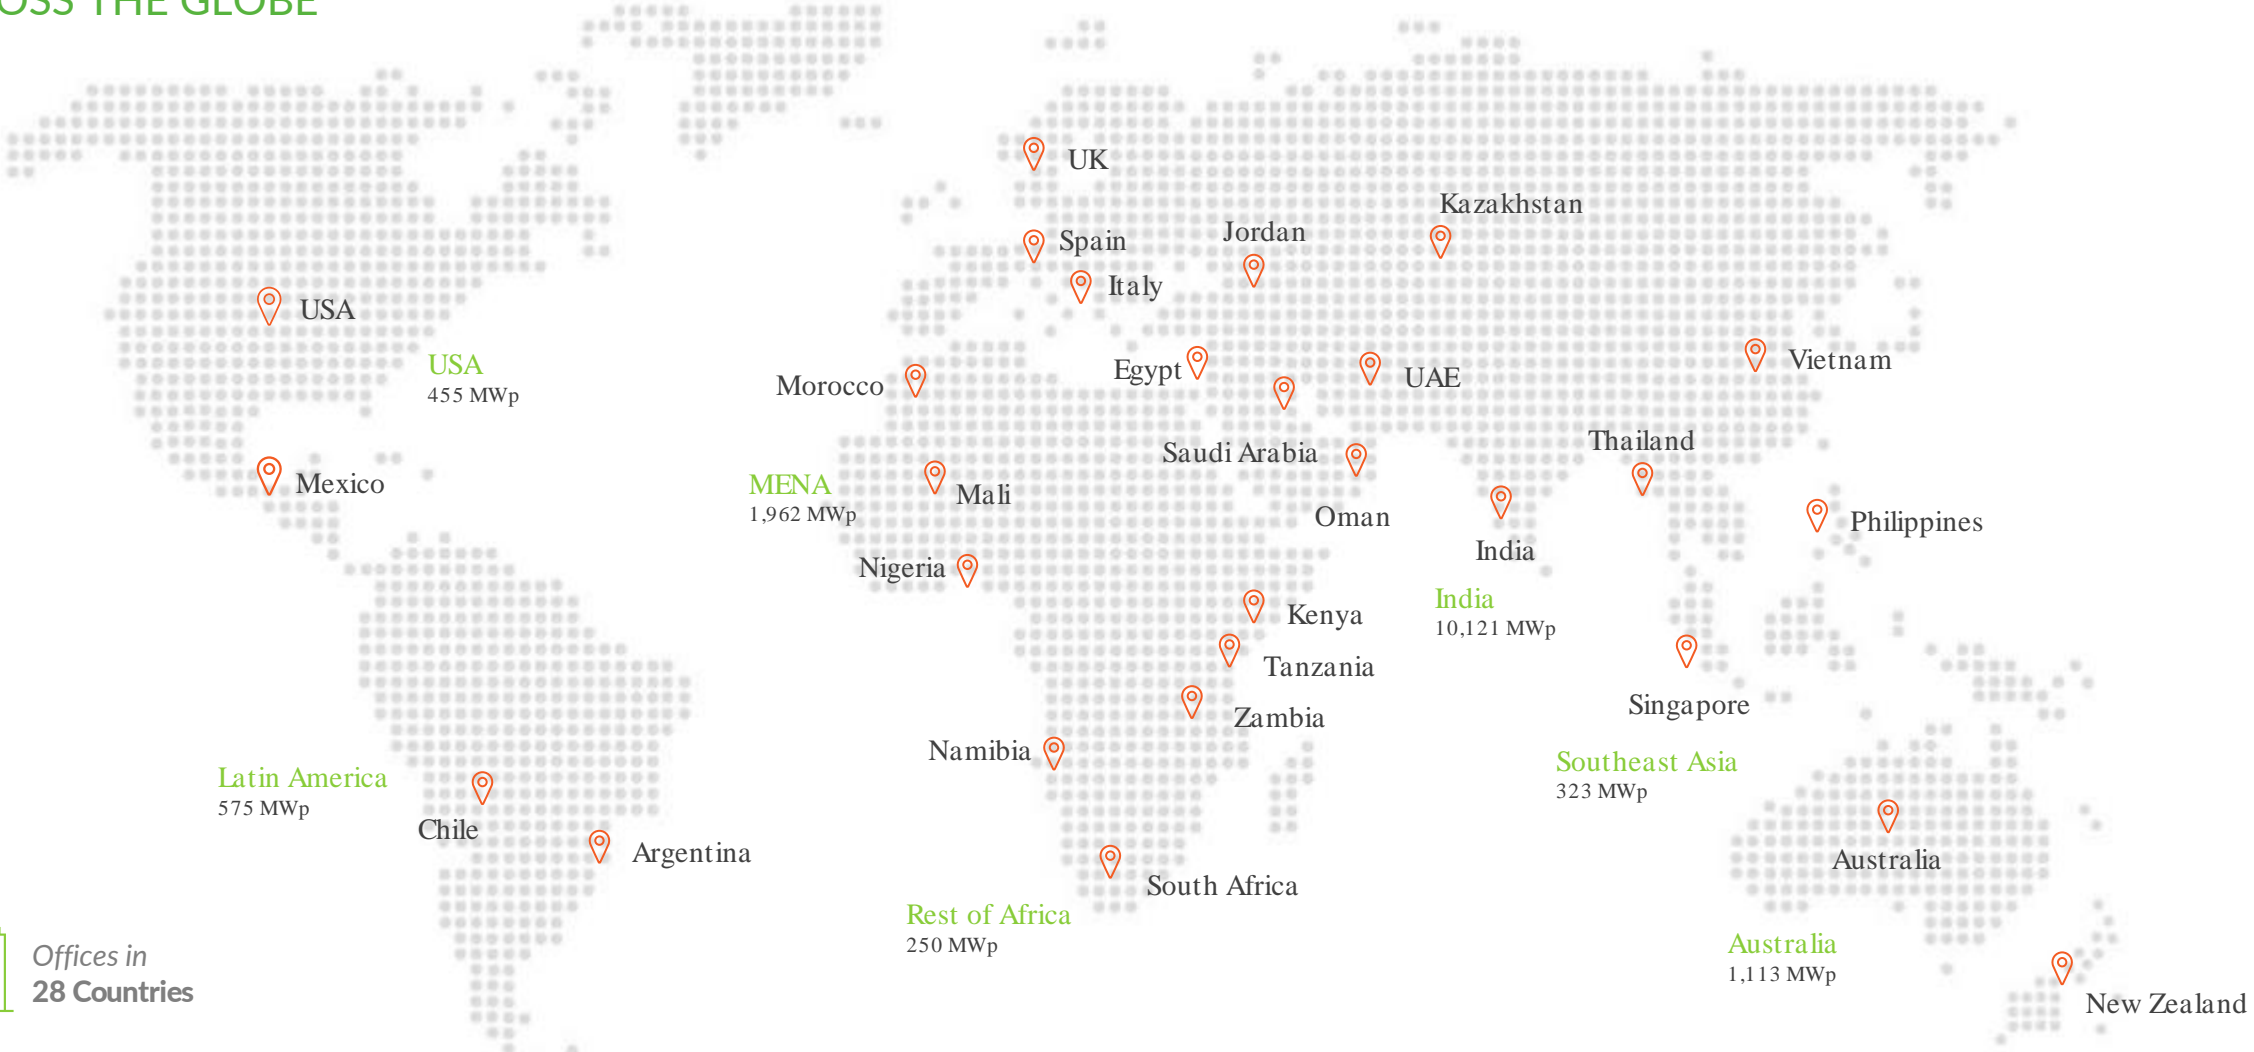 OSS THE GLOBE
UK
Kazakhstan
Jordan
Spain
Italy
USA
USA
455 MWp
Morocco
Egypt
UAE
Vietnam
Thailand
Saudi Arabia
Mexico
MENA
1,962 MWp
Mali
Oman
Philippines
India
Nigeria
India
10,121 MWp
Kenya
Tanzania
Singapore
Zambia
Namibia
Southeast Asia
323 MWp
Latin America
575 MWp
Chile
Argentina
Australia
South Africa
Rest of Africa
250 MWp
Australia
1,113 MWp
Offices in
28 Countries
New Zealand